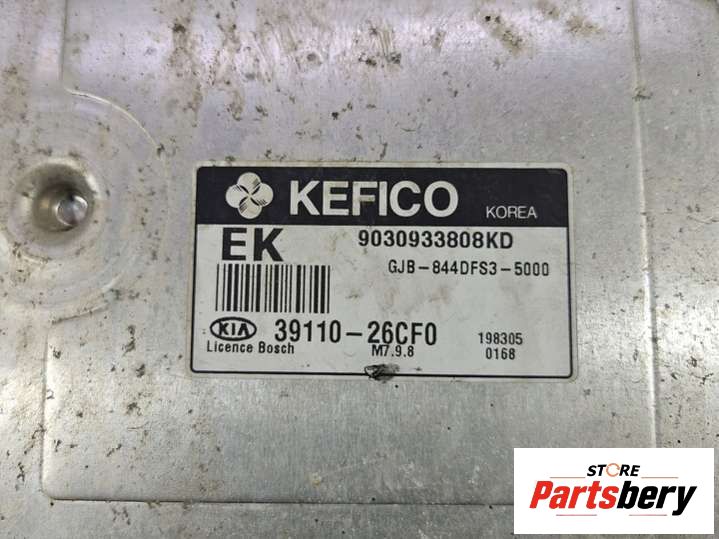 KEFICO KOREA
EK 9030933808KD
GJB-844DFS3-5000
KIA 39110-26CF0 198305
Licence Bosch M7.9.8 0168
STORE
Partsbery